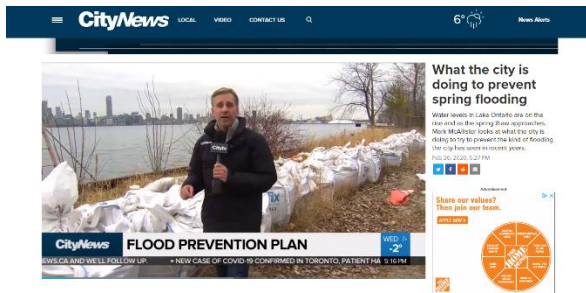 CityNews LOCAL VIDEO CONTACT US 6° News Alerts
What the city is
doing to prevent
spring flooding
Water levels in Lake Ontario are on the
rise and as the spring thaw approaches,
Mark McAllister looks at what the city is
doing to try to prevent the kind of flooding
the city has seen in recent years.
Feb 26, 2020, 5:27 PM
City
CityNews FLOOD PREVENTION PLAN WED
-2°
EWS.CA AND WE'LL FOLLOW UP. • NEW CASE OF COVID-19 CONFIRMED IN TORONTO, PATIENT HA 5:16 PM
Advertisement
Share our values?
Then join our team.
APPLY NOW >